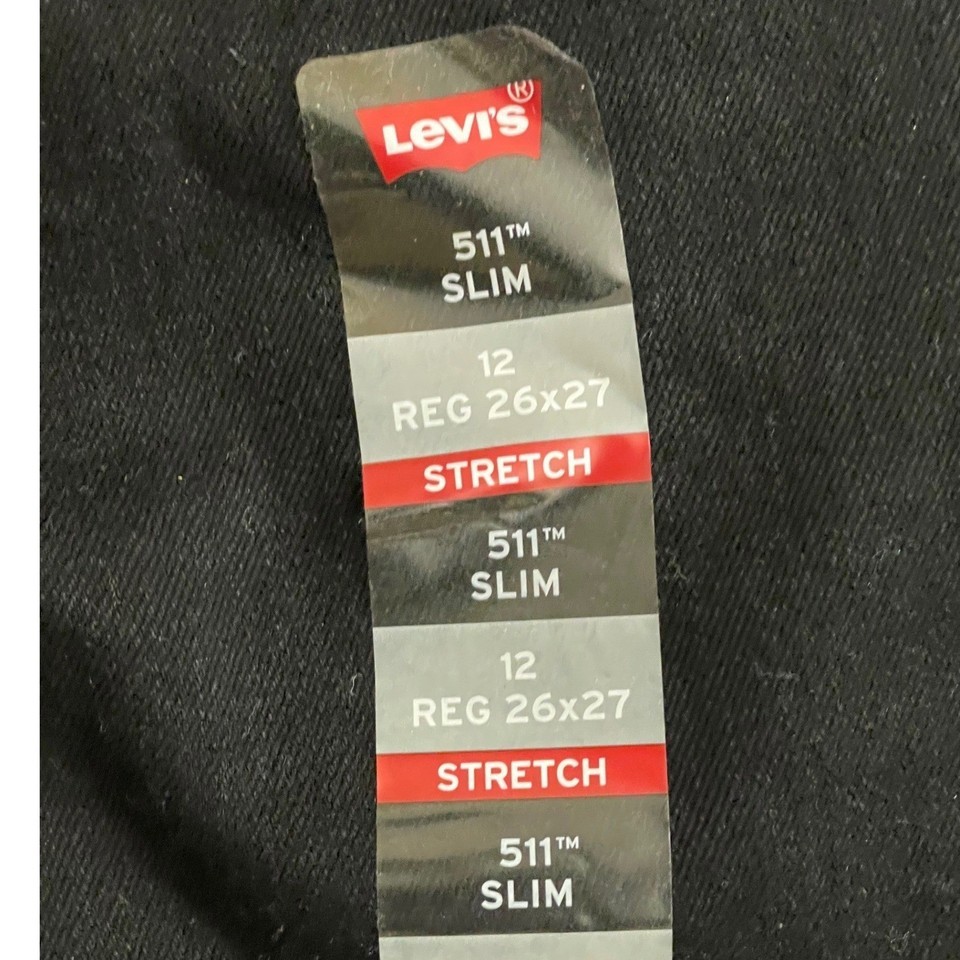 Levi's®
511™
SLIM
12
REG 26x27
STRETCH
511™
SLIM
12
REG 26x27
STRETCH
511™
SLIM